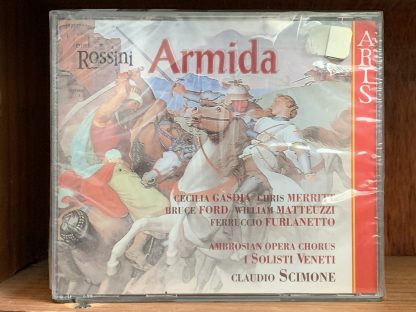 Rossini
Armida
ARTS
CECILIA GASDIA CHRIS MERRITT
BRUCE FORD WILLIAM MATTEUZZI
FERRUCCIO FURLANETTO
AMBROSIAN OPERA CHORUS
I SOLISTI VENETI
CLAUDIO SCIMONE